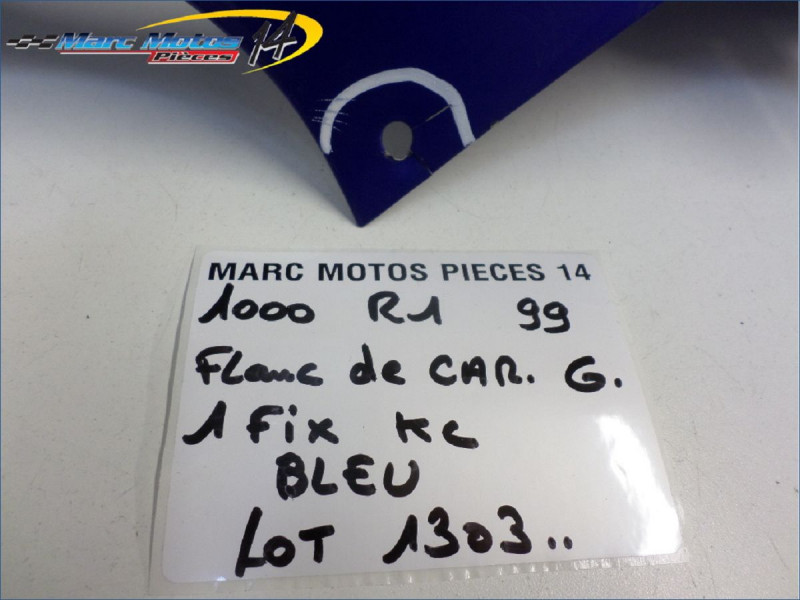 Marc Motos 14
Pièces
MARC MOTOS PIECES 14
1000 R1 99
Flanc de CAR. G.
1 Fix KC
BLEU
LOT 1303..